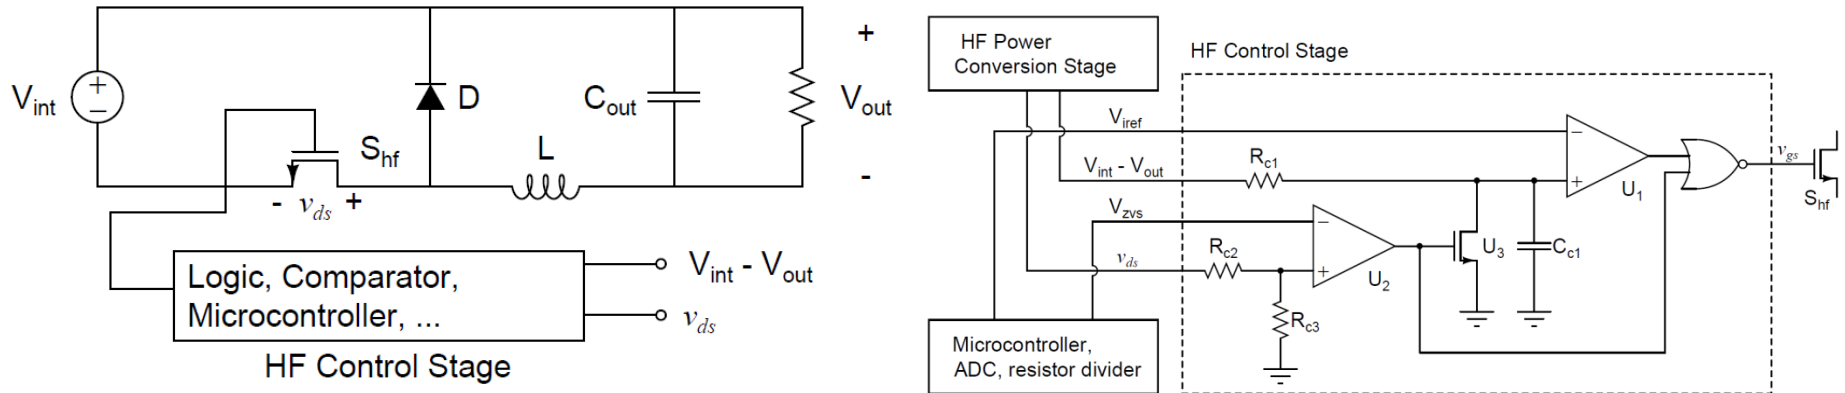 V_int
+
−
S_hf
- v_ds +
D
L
C_out
+
V_out
-
Logic, Comparator,
Microcontroller, ...
V_int - V_out
v_ds
HF Control Stage
HF Power
Conversion Stage
HF Control Stage
V_iref
V_int - V_out
R_c1
−
+
U_1
v_gs
S_hf
V_zvs
v_ds
R_c2
−
+
U_2
U_3
C_c1
R_c3
Microcontroller,
ADC, resistor divider